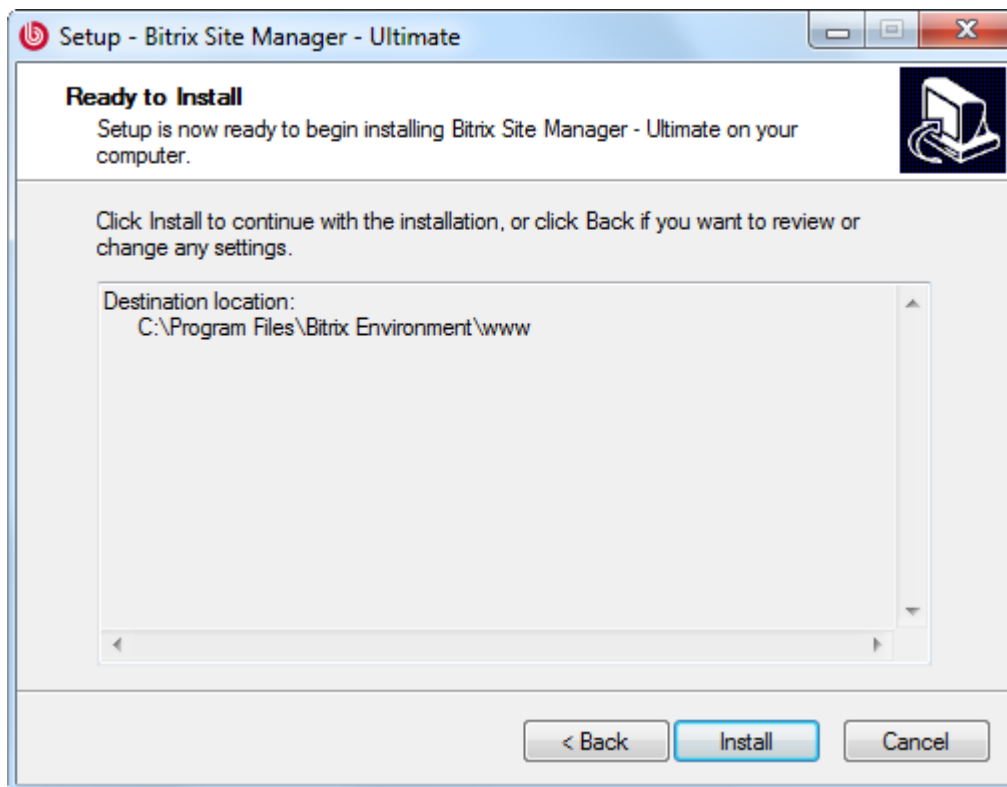 Setup - Bitrix Site Manager - Ultimate
Ready to Install
Setup is now ready to begin installing Bitrix Site Manager - Ultimate on your
computer.
Click Install to continue with the installation, or click Back if you want to review or
change any settings.
Destination location:
C:\Program Files\Bitrix Environment\www
< Back
Install
Cancel